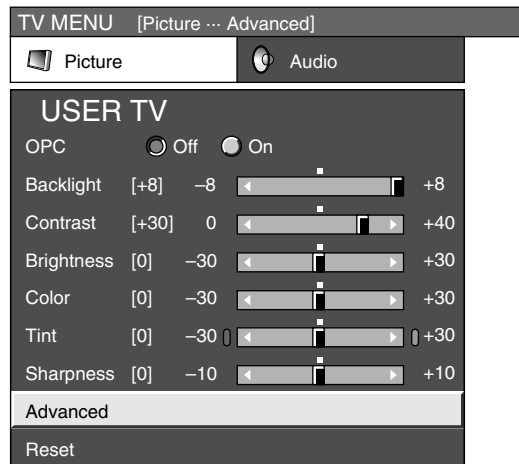 TV MENU [Picture ··· Advanced]
Picture Audio
USER TV
OPC Off On
Backlight [+8] –8 +8
Contrast [+30] 0 +40
Brightness [0] –30 +30
Color [0] –30 +30
Tint [0] –30 +30
Sharpness [0] –10 +10
Advanced
Reset